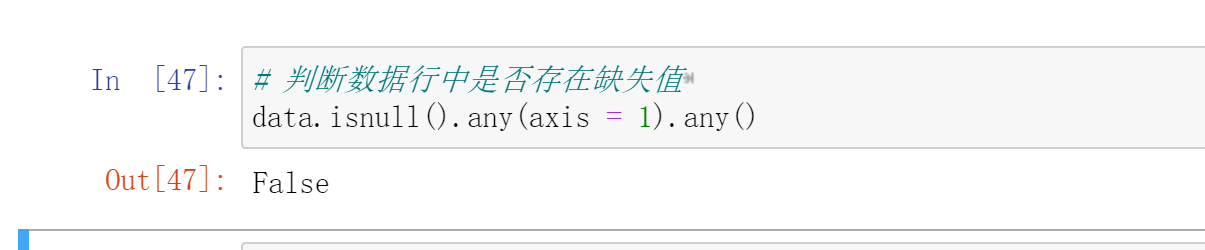 In [47]:
# 判断数据行中是否存在缺失值
data.isnull().any(axis = 1).any()
Out[47]:
False